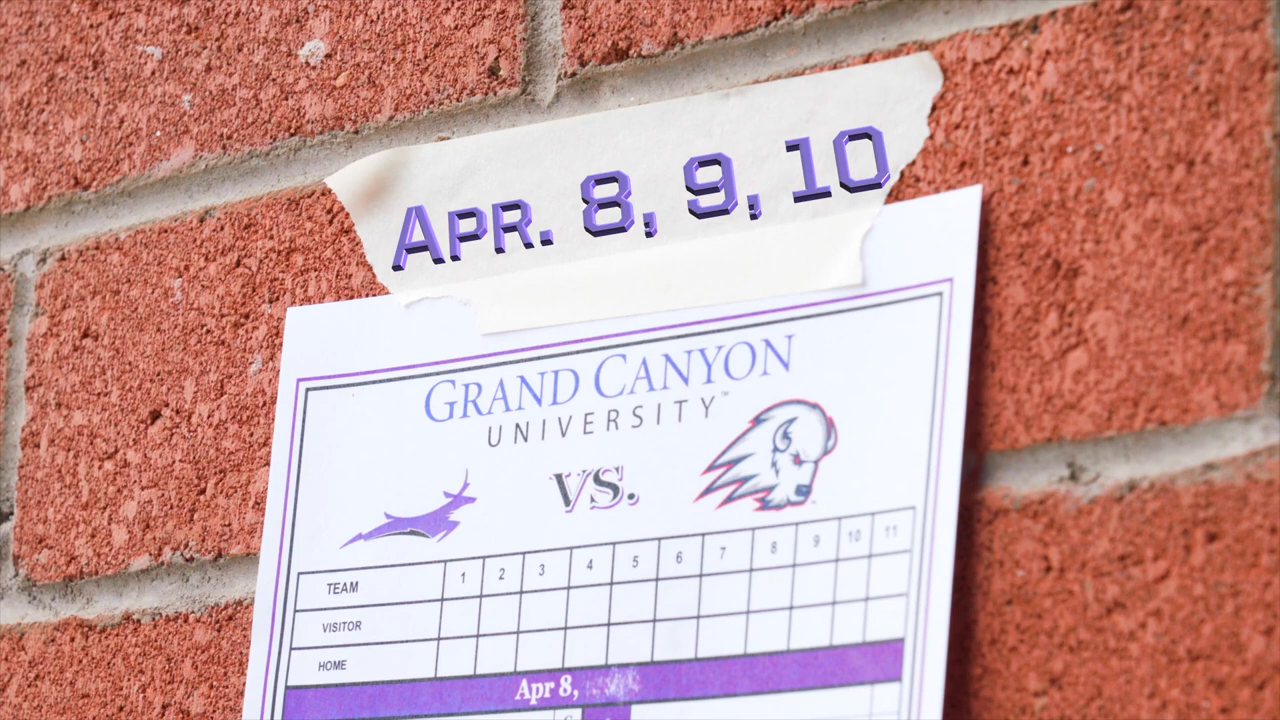 Apr. 8, 9, 10
GRAND CANYON
UNIVERSITY™
VS.
TEAM 1 2 3 4 5 6 7 8 9 10 11
VISITOR
HOME
Apr 8,